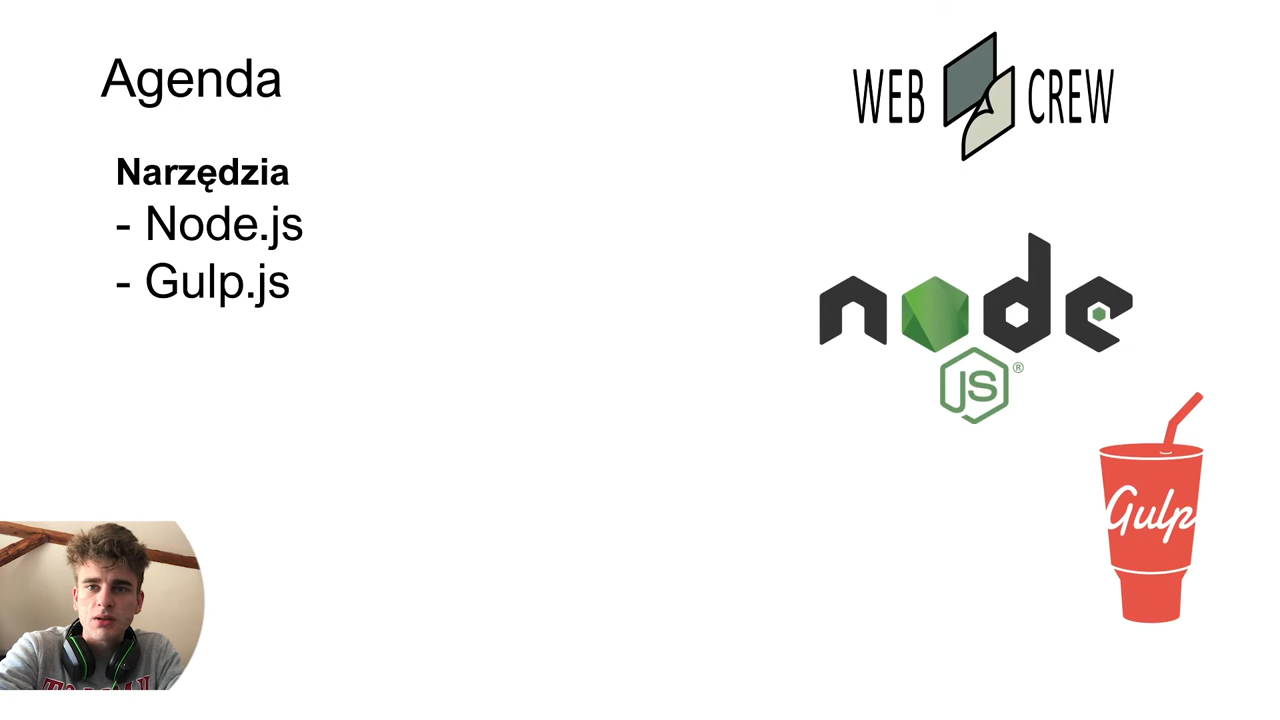 Agenda
WEB CREW
Narzędzia
- Node.js
- Gulp.js
node
JS ®
Gulp